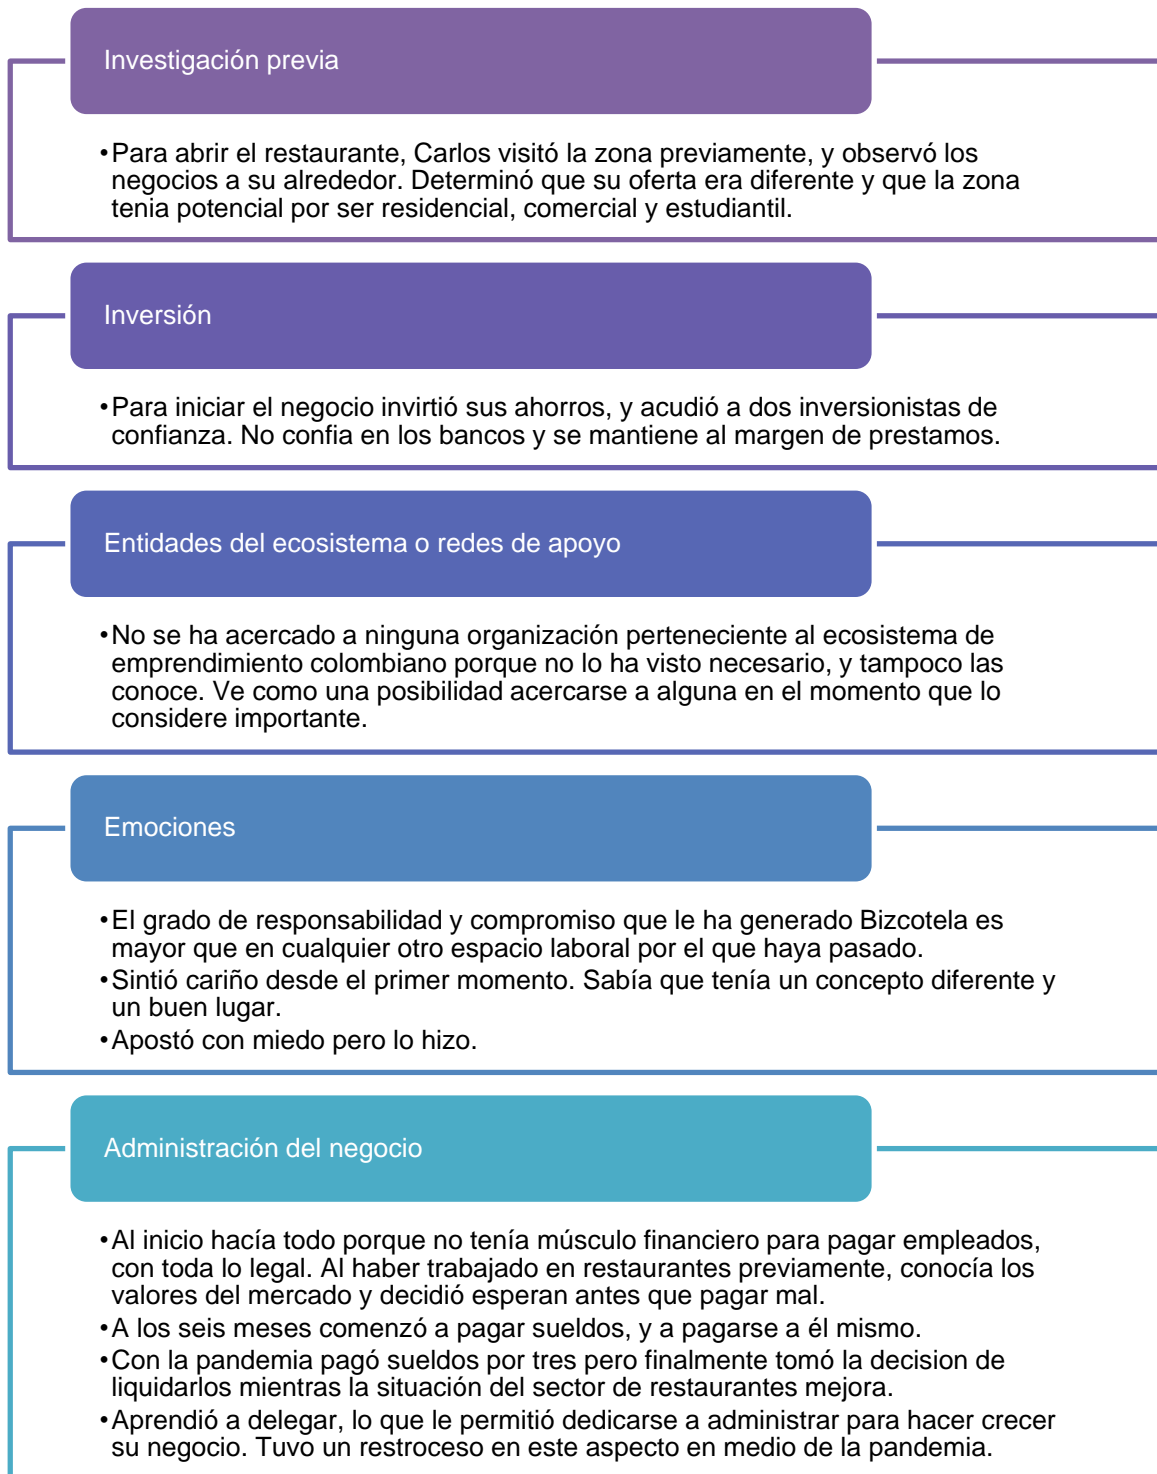 Investigación previa
•Para abrir el restaurante, Carlos visitó la zona previamente, y observó los
negocios a su alrededor. Determinó que su oferta era diferente y que la zona
tenia potencial por ser residencial, comercial y estudiantil.
Inversión
•Para iniciar el negocio invirtió sus ahorros, y acudió a dos inversionistas de
confianza. No confia en los bancos y se mantiene al margen de prestamos.
Entidades del ecosistema o redes de apoyo
•No se ha acercado a ninguna organización perteneciente al ecosistema de
emprendimiento colombiano porque no lo ha visto necesario, y tampoco las
conoce. Ve como una posibilidad acercarse a alguna en el momento que lo
considere importante.
Emociones
•El grado de responsabilidad y compromiso que le ha generado Bizcotela es
mayor que en cualquier otro espacio laboral por el que haya pasado.
•Sintió cariño desde el primer momento. Sabía que tenía un concepto diferente y
un buen lugar.
•Apostó con miedo pero lo hizo.
Administración del negocio
•Al inicio hacía todo porque no tenía músculo financiero para pagar empleados,
con toda lo legal. Al haber trabajado en restaurantes previamente, conocía los
valores del mercado y decidió esperan antes que pagar mal.
•A los seis meses comenzó a pagar sueldos, y a pagarse a él mismo.
•Con la pandemia pagó sueldos por tres pero finalmente tomó la decision de
liquidarlos mientras la situación del sector de restaurantes mejora.
•Aprendió a delegar, lo que le permitió dedicarse a administrar para hacer crecer
su negocio. Tuvo un restroceso en este aspecto en medio de la pandemia.